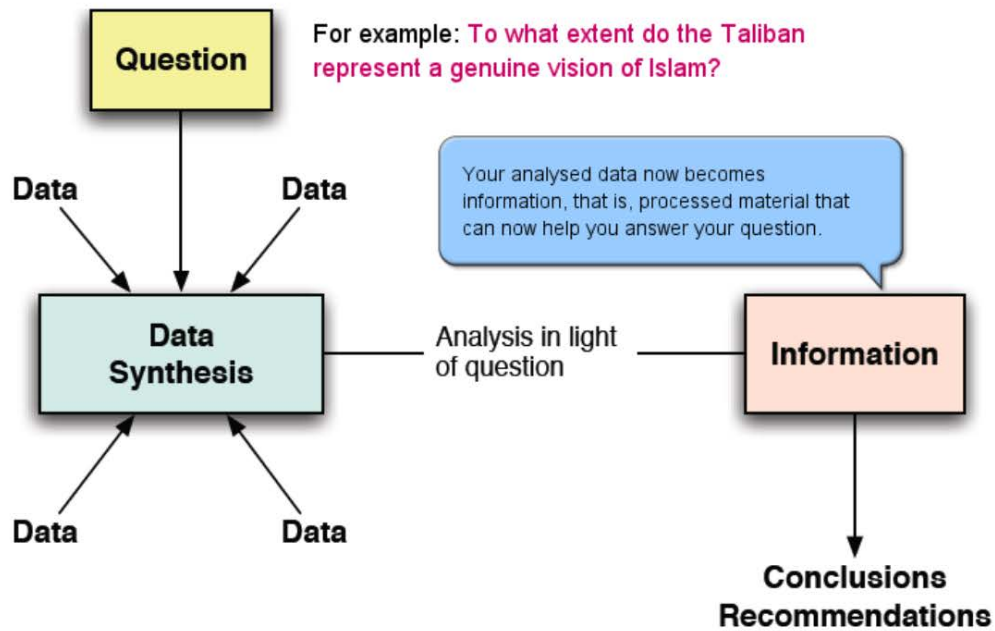 Question
For example: To what extent do the Taliban
represent a genuine vision of Islam?
Your analysed data now becomes
information, that is, processed material that
can now help you answer your question.
Data
Data
Data
Synthesis
Analysis in light
of question
Information
Data
Data
Conclusions
Recommendations